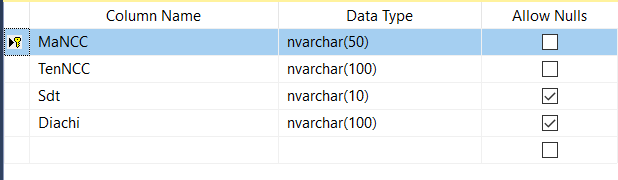 Column Name Data Type Allow Nulls
MaNCC nvarchar(50)
TenNCC nvarchar(100)
Sdt nvarchar(10)
Diachi nvarchar(100)